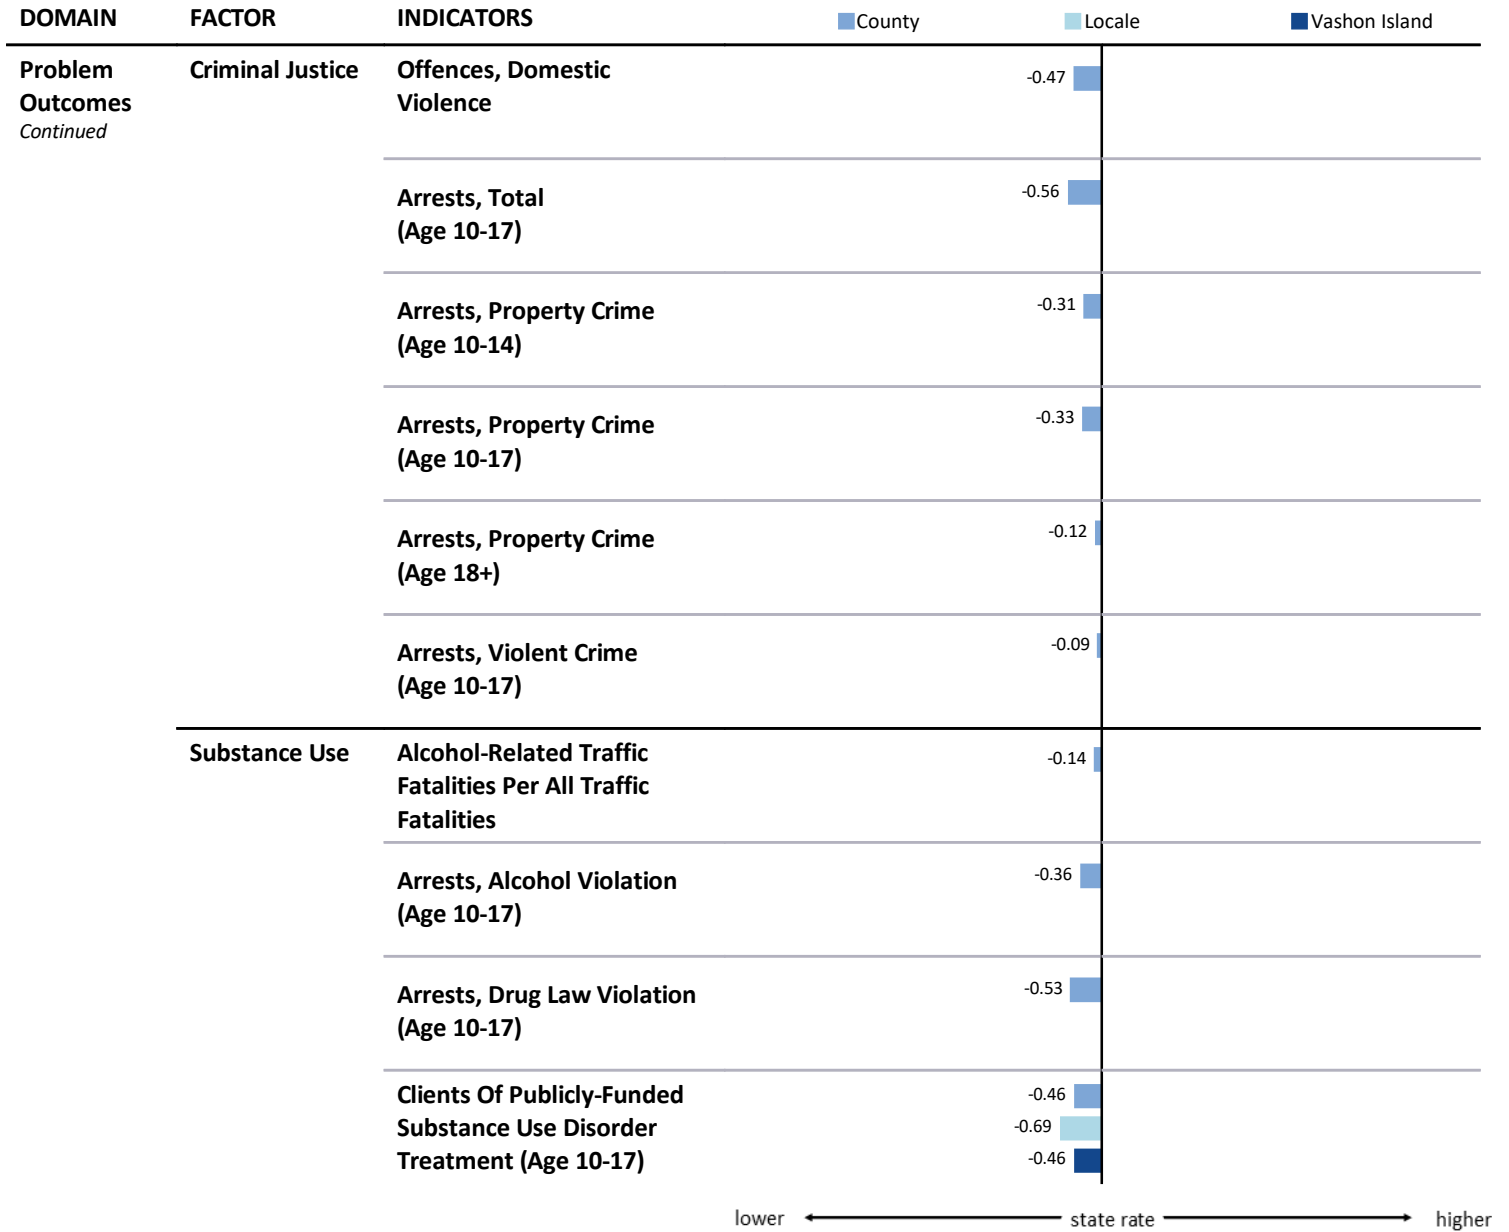 DOMAIN FACTOR INDICATORS County Locale Vashon Island
Problem Criminal Justice Offences, Domestic
Outcomes Violence
Continued
-0.47
Arrests, Total
(Age 10-17)
-0.56
Arrests, Property Crime
(Age 10-14)
-0.31
Arrests, Property Crime
(Age 10-17)
-0.33
Arrests, Property Crime
(Age 18+)
-0.12
Arrests, Violent Crime
(Age 10-17)
-0.09
Substance Use Alcohol-Related Traffic
Fatalities Per All Traffic
Fatalities
-0.14
Arrests, Alcohol Violation
(Age 10-17)
-0.36
Arrests, Drug Law Violation
(Age 10-17)
-0.53
Clients Of Publicly-Funded
Substance Use Disorder
Treatment (Age 10-17)
-0.46
-0.69
-0.46
lower state rate higher